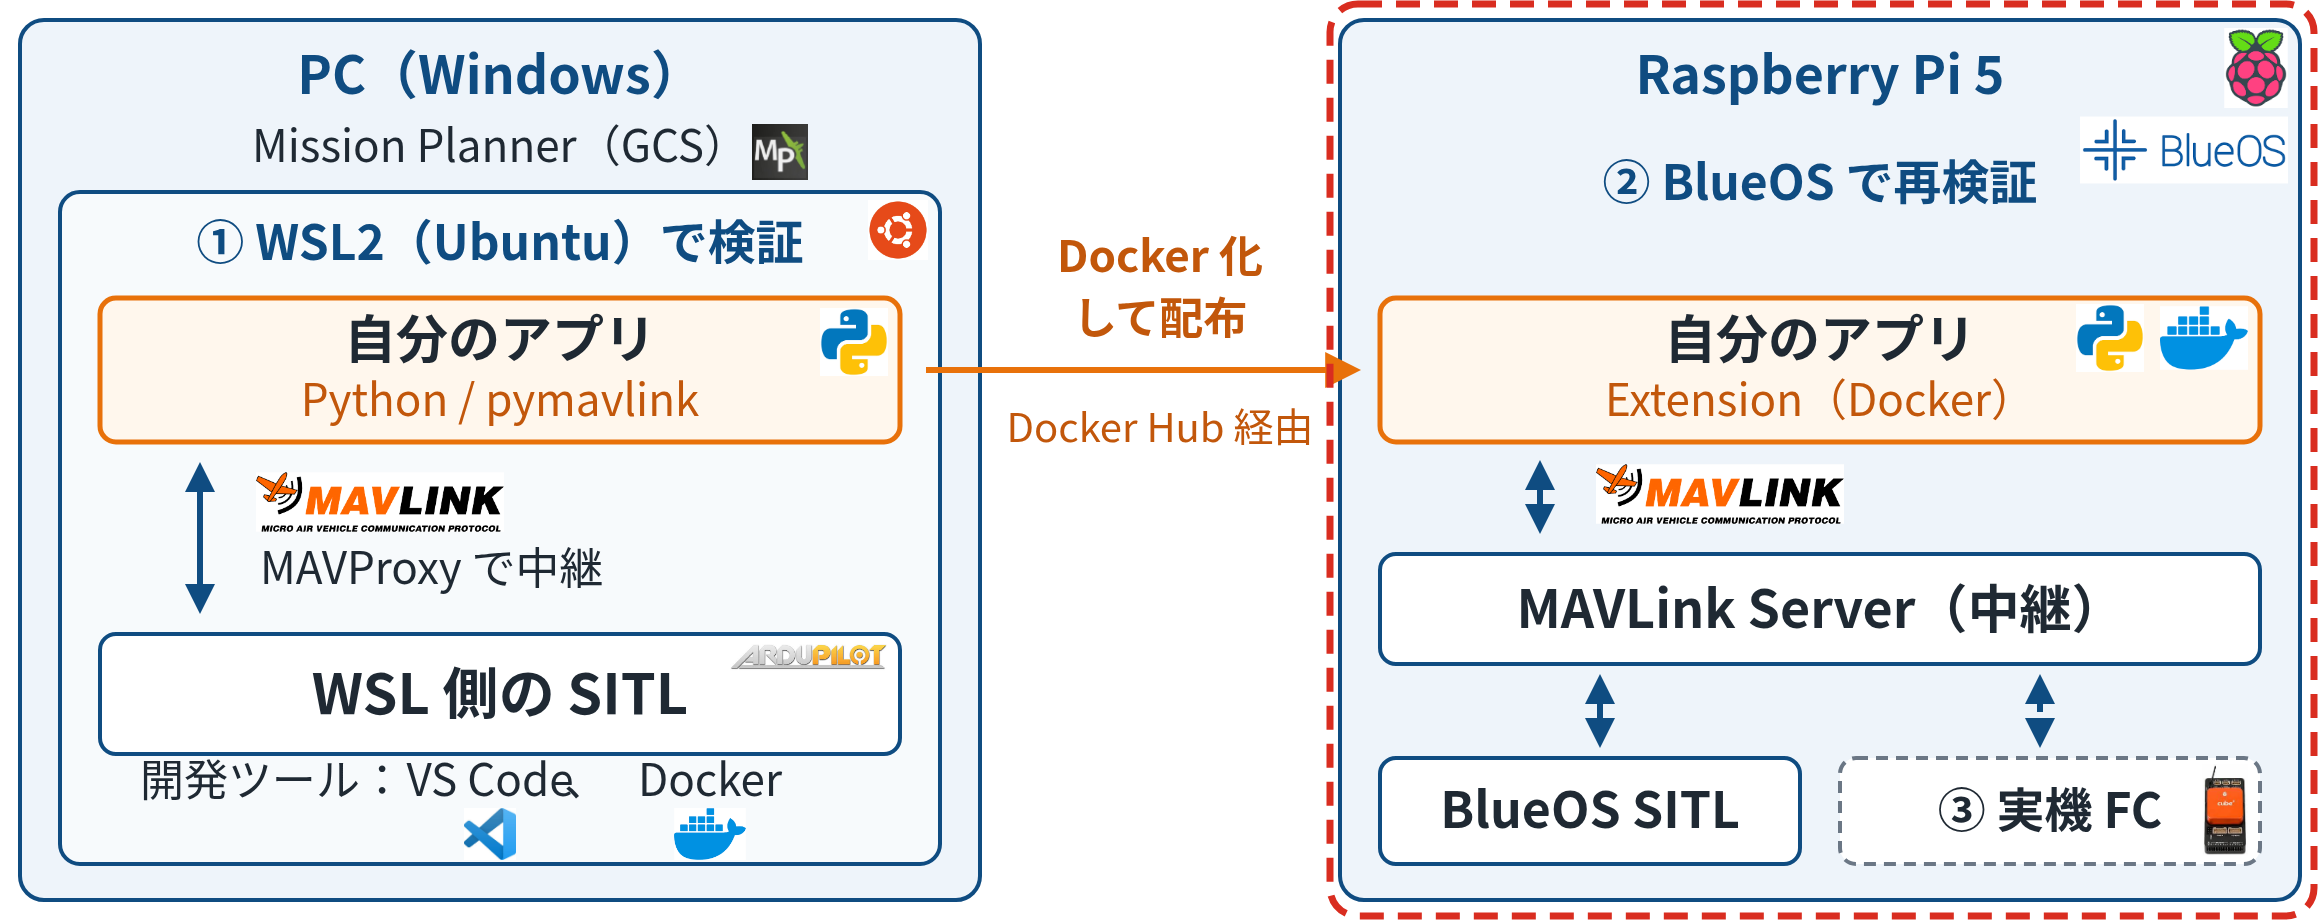 PC（Windows）
Mission Planner（GCS）
MP
① WSL2（Ubuntu）で検証
自分のアプリ
Python / pymavlink
MAVLINK
MICRO AIR VEHICLE COMMUNICATION PROTOCOL
MAVProxy で中継
ARDUPILOT
WSL 側の SITL
開発ツール：VS Code、 Docker
Docker 化
して配布
Docker Hub 経由
Raspberry Pi 5
BlueOS
② BlueOS で再検証
自分のアプリ
Extension（Docker）
MAVLINK
MICRO AIR VEHICLE COMMUNICATION PROTOCOL
MAVLink Server（中継）
BlueOS SITL
③ 実機 FC
cube